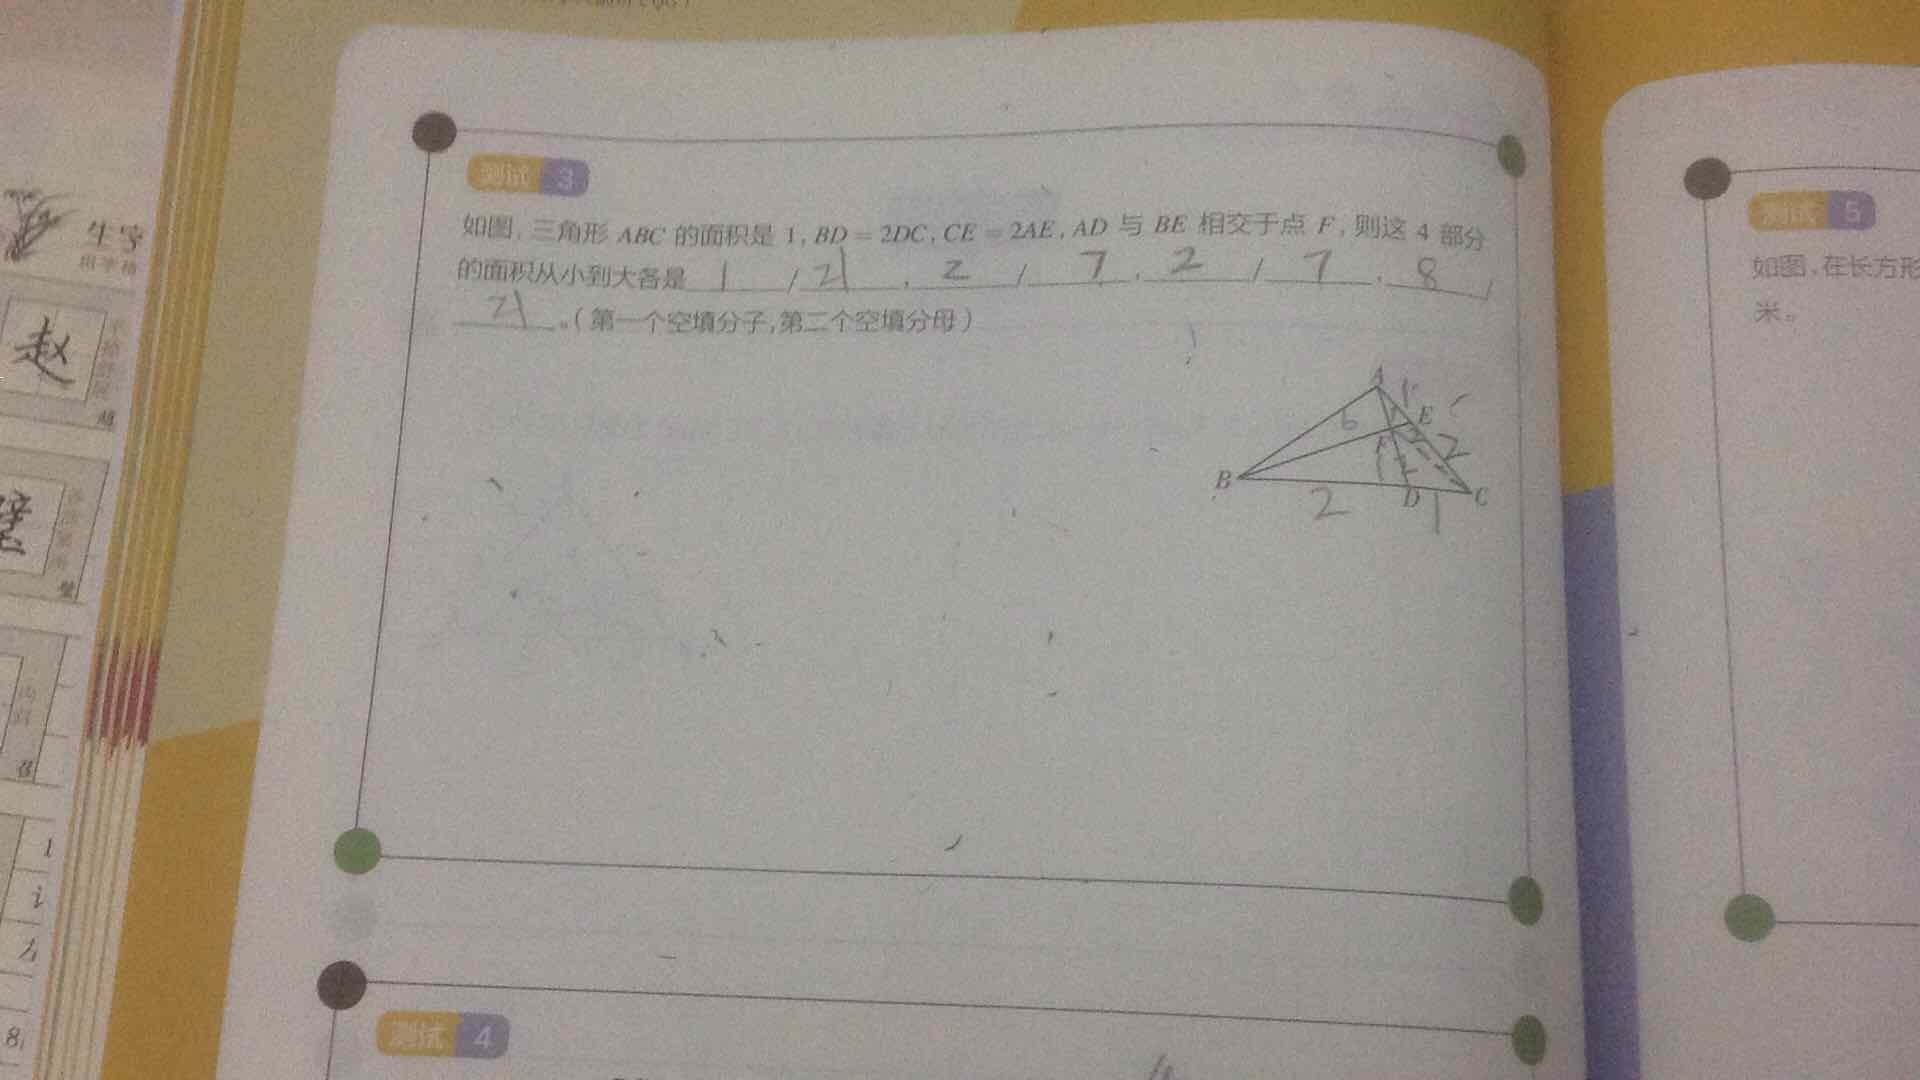 生字
田字格
赵
测试 3
如图,三角形 ABC 的面积是 1, BD = 2DC, CE = 2AE, AD 与 BE 相交于点 F, 则这 4 部分
的面积从小到大各是 1 / 21 , 2 / 7 , 2 / 7 , 8 /
21 。(第一个空填分子,第二个空填分母)
A 1
6 E
F 2
B D C
2 1
测试 4
测试 5
如图,在长方形
米。